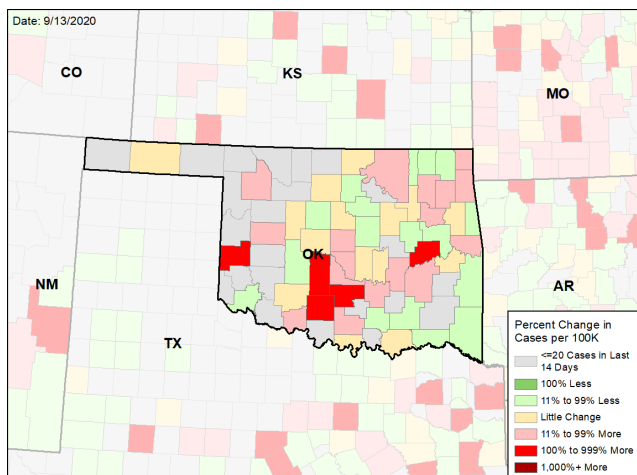 Date: 9/13/2020
CO
KS
MO
OK
NM
AR
TX
Percent Change in
Cases per 100K
<=20 Cases in Last
14 Days
100% Less
11% to 99% Less
Little Change
11% to 99% More
100% to 999% More
1,000%+ More